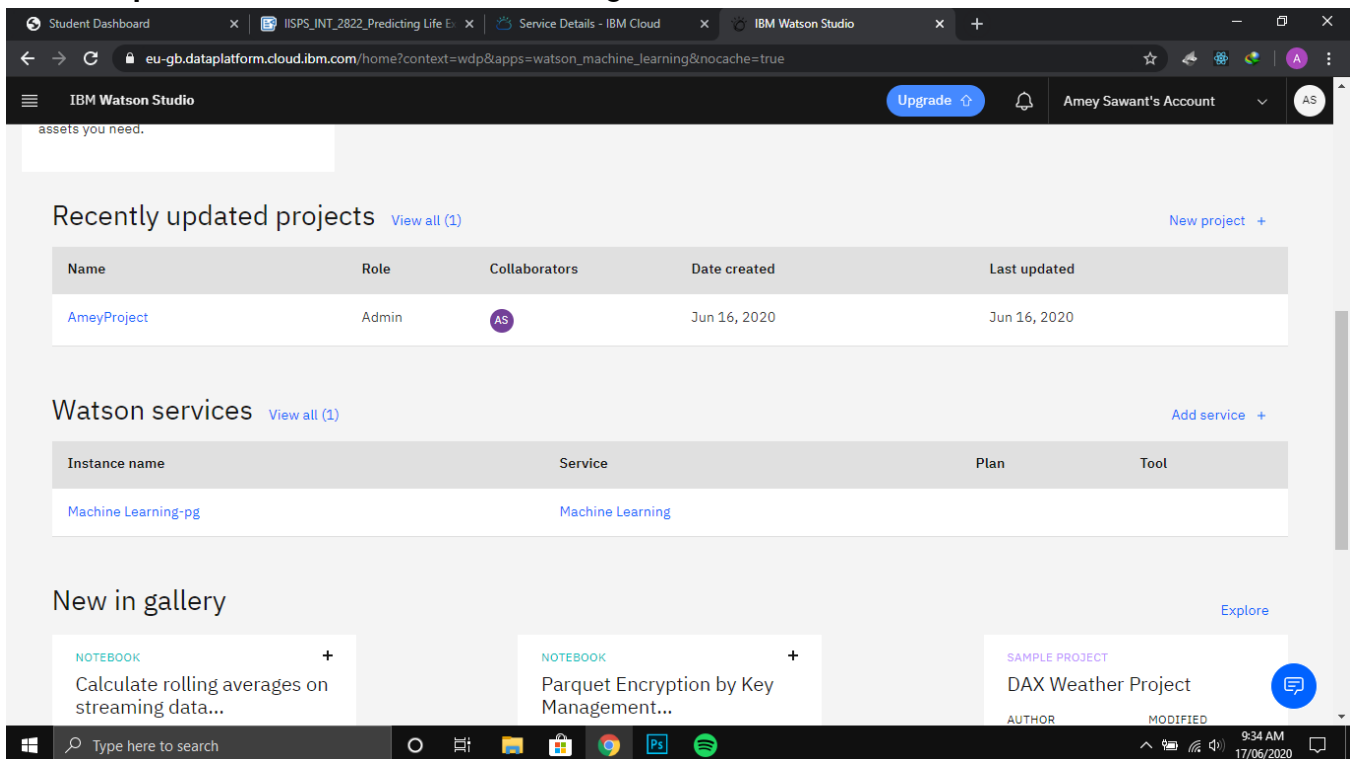 Student Dashboard
IISPS_INT_2822_Predicting Life E
Service Details - IBM Cloud
IBM Watson Studio
eu-gb.dataplatform.cloud.ibm.com/home?context=wdp&apps=watson_machine_learning&nocache=true
A
IBM Watson Studio
Upgrade
Amey Sawant's Account
AS
assets you need.
Recently updated projects View all (1)
New project +
Name Role Collaborators Date created Last updated
AmeyProject Admin AS Jun 16, 2020 Jun 16, 2020
Watson services View all (1)
Add service +
Instance name Service Plan Tool
Machine Learning-pg Machine Learning
New in gallery
Explore
NOTEBOOK +
Calculate rolling averages on
streaming data...
NOTEBOOK +
Parquet Encryption by Key
Management...
SAMPLE PROJECT
DAX Weather Project
AUTHOR MODIFIED
Type here to search
Ps
9:34 AM
17/06/2020